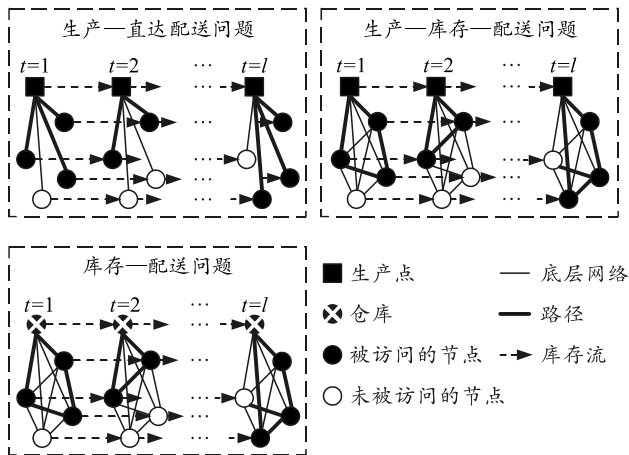 生产—直达配送问题
t=1 t=2 ··· t=l
···
···
···
···
生产—库存—配送问题
t=1 t=2 ··· t=l
···
···
···
···
库存—配送问题
t=1 t=2 ··· t=l
···
···
···
···
生产点
底层网络
仓库
路径
被访问的节点
库存流
未被访问的节点